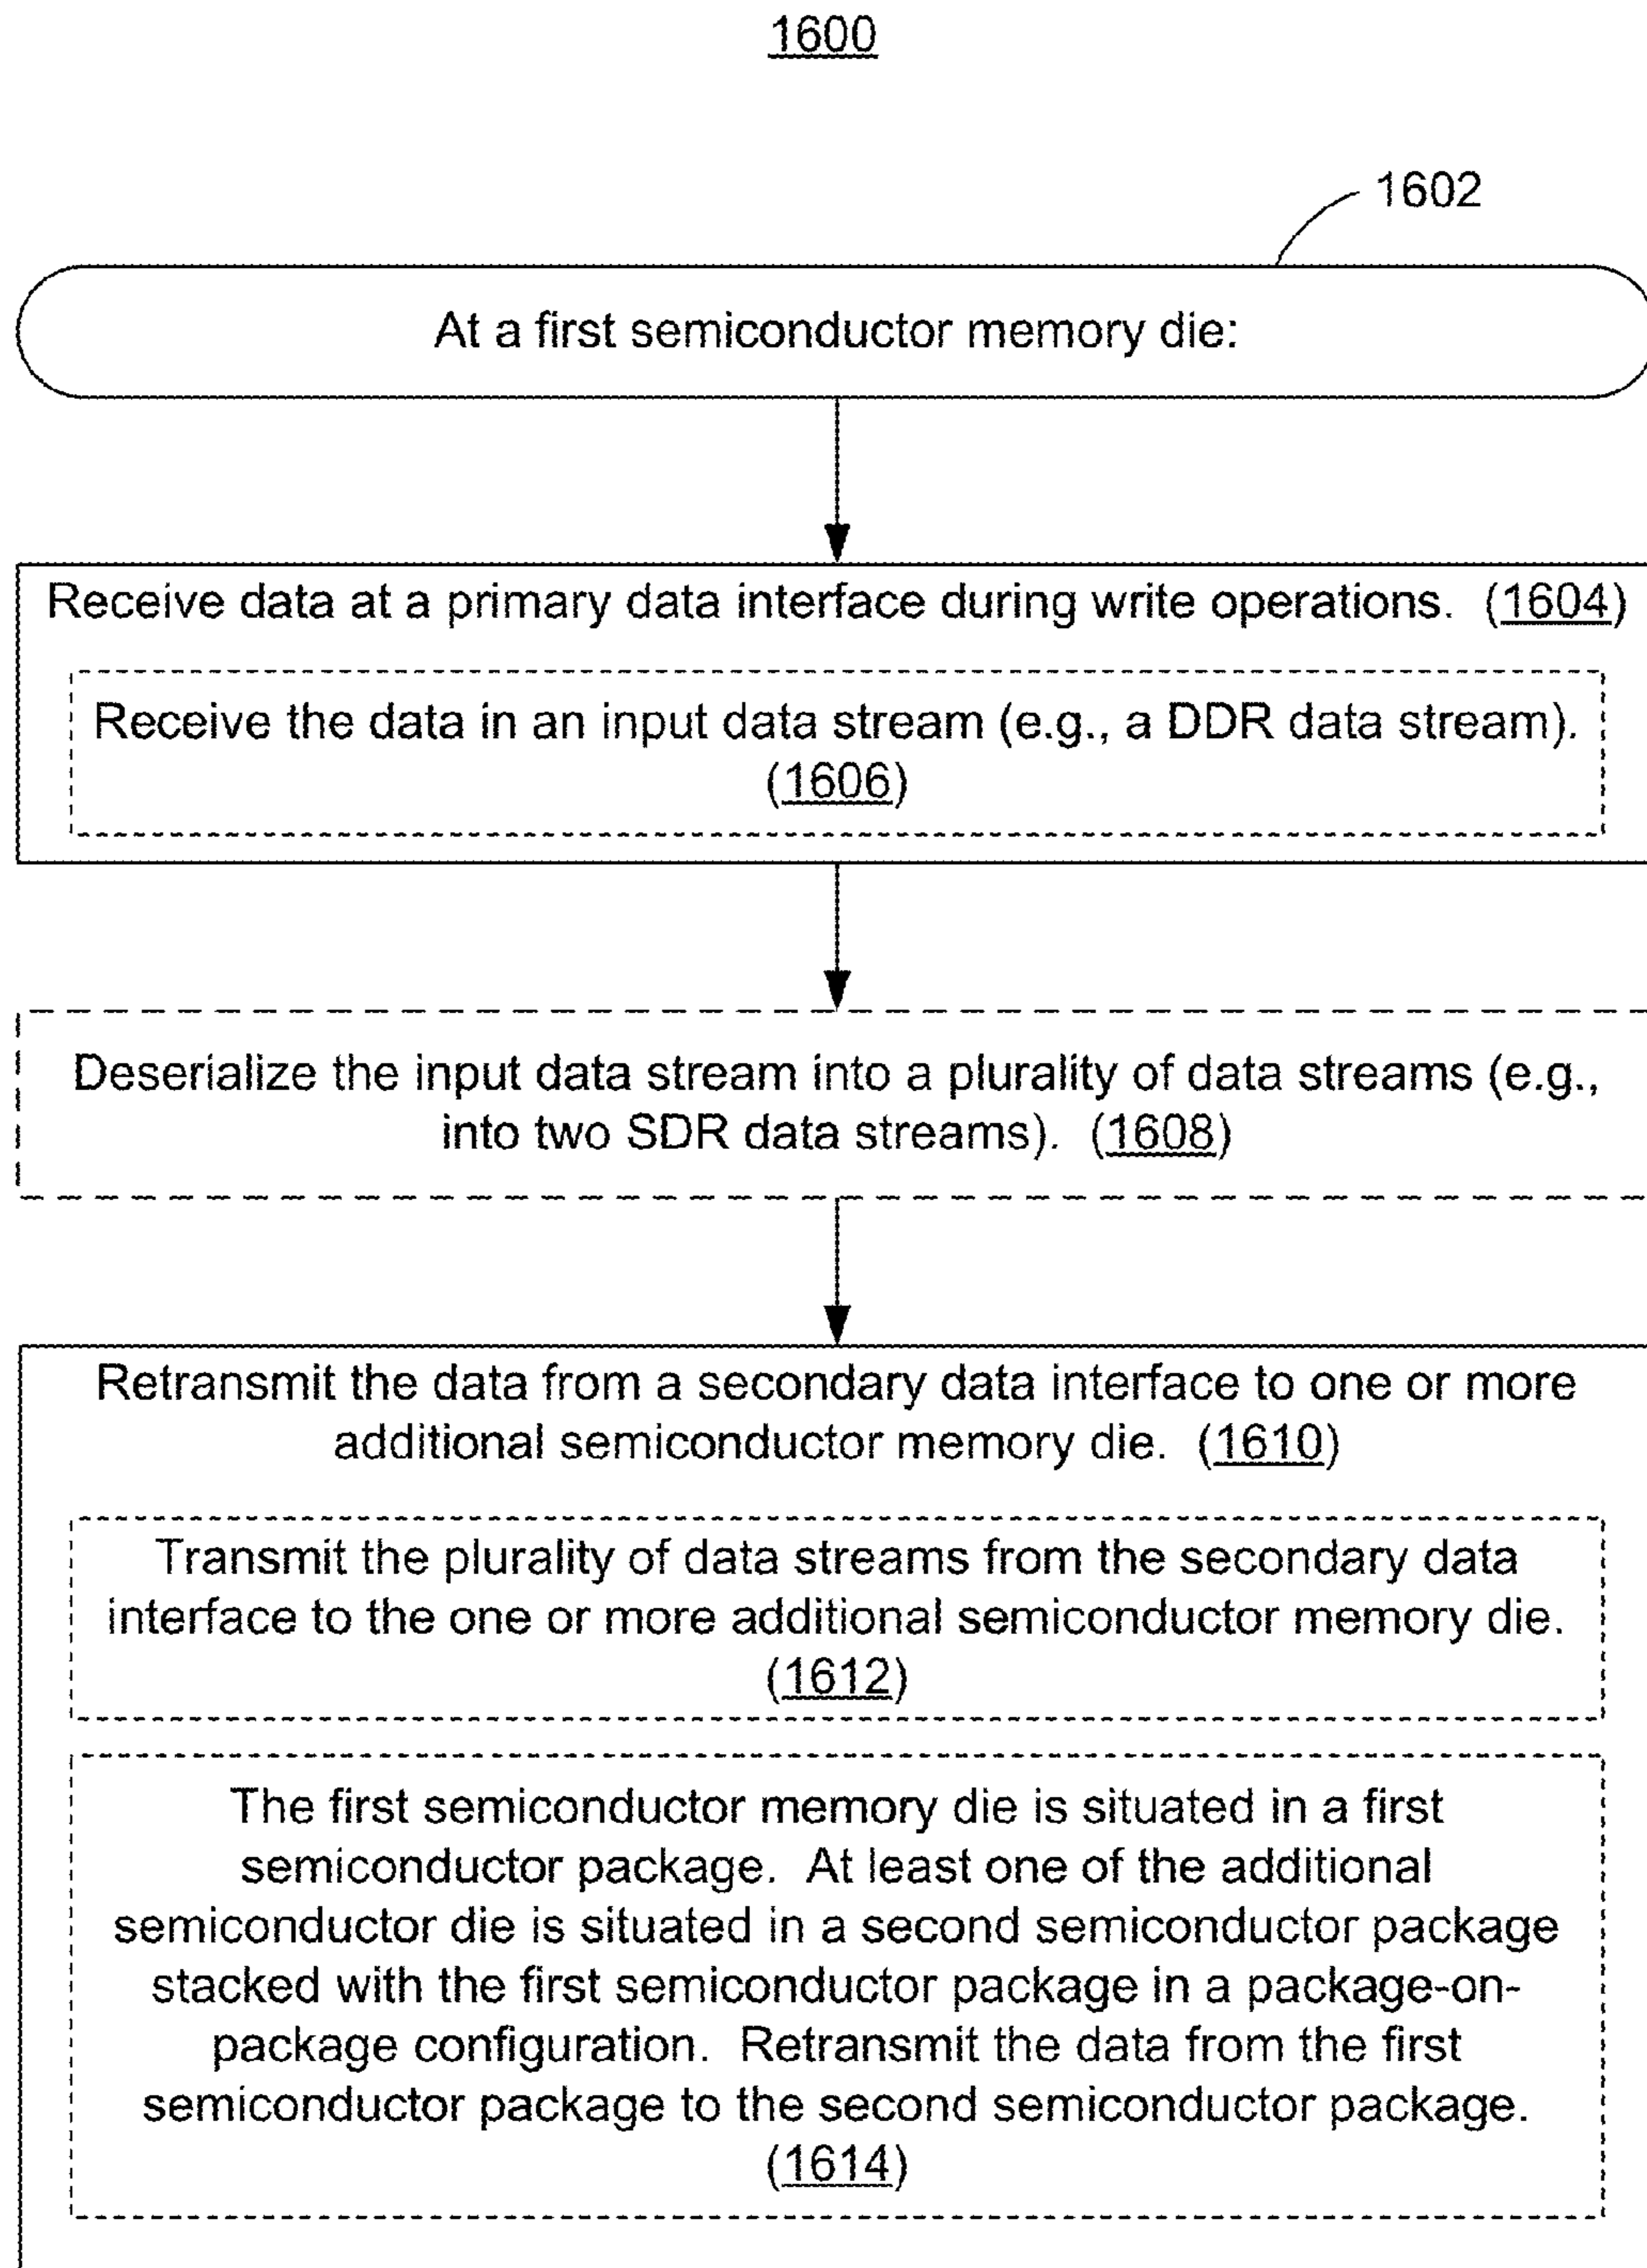 1600
1602
At a first semiconductor memory die:
Receive data at a primary data interface during write operations. (1604)
Receive the data in an input data stream (e.g., a DDR data stream).
(1606)
Deserialize the input data stream into a plurality of data streams (e.g.,
into two SDR data streams). (1608)
Retransmit the data from a secondary data interface to one or more
additional semiconductor memory die. (1610)
Transmit the plurality of data streams from the secondary data
interface to the one or more additional semiconductor memory die.
(1612)
The first semiconductor memory die is situated in a first
semiconductor package. At least one of the additional
semiconductor die is situated in a second semiconductor package
stacked with the first semiconductor package in a package-on-
package configuration. Retransmit the data from the first
semiconductor package to the second semiconductor package.
(1614)